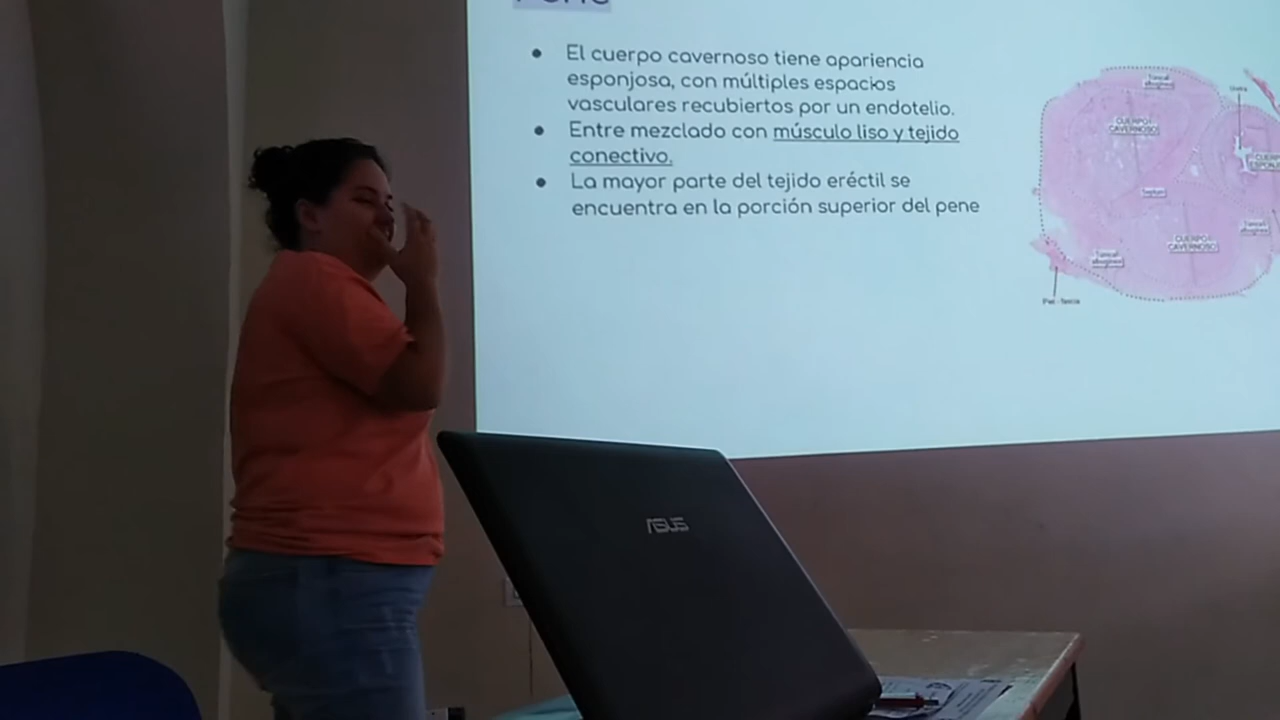 Pene
El cuerpo cavernoso tiene apariencia
esponjosa, con múltiples espacios
vasculares recubiertos por un endotelio.
Entre mezclado con músculo liso y tejido
conectivo.
La mayor parte del tejido eréctil se
encuentra en la porción superior del pene
CUERPO
CAVERNOSO
CUERPO
CAVERNOSO
ASUS